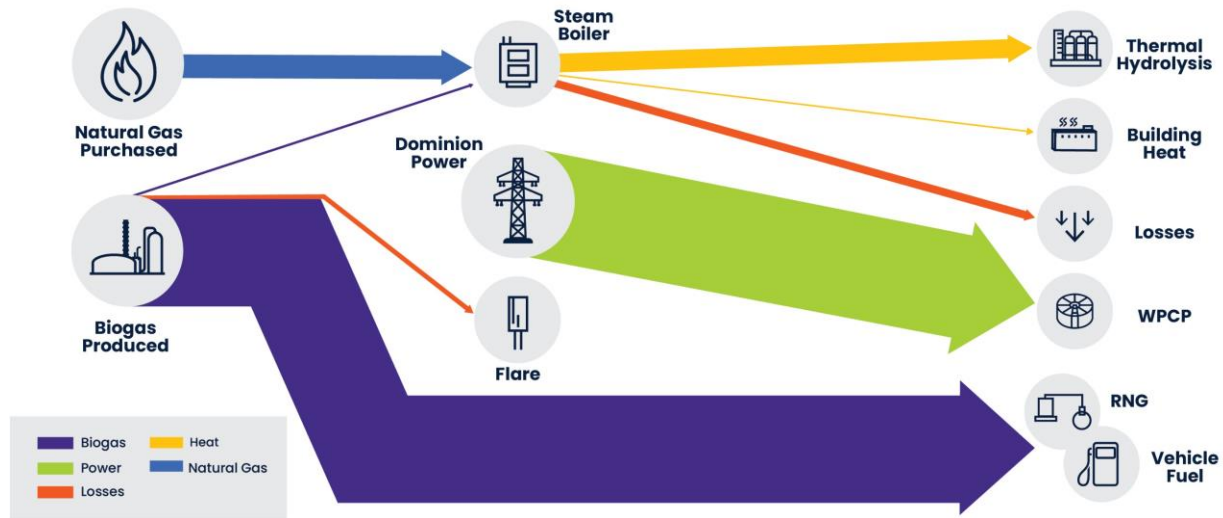 Steam
Boiler
Thermal
Hydrolysis
Natural Gas
Purchased
Dominion
Power
Building
Heat
Losses
Biogas
Produced
WPCP
Flare
RNG
Vehicle
Fuel
Biogas
Heat
Power
Natural Gas
Losses